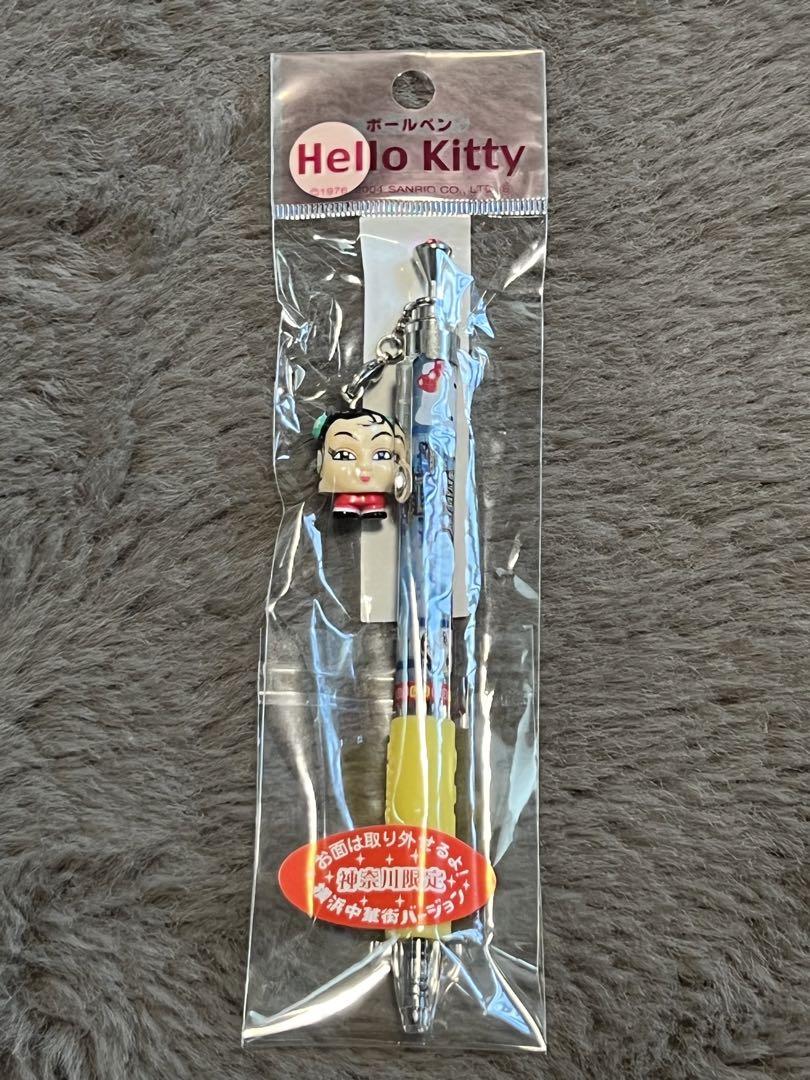 ボールペン
Hello Kitty
©1976, 2004 SANRIO CO., LTD.
お面は取り外せるよ!
神奈川限定
横浜中華街バージョン